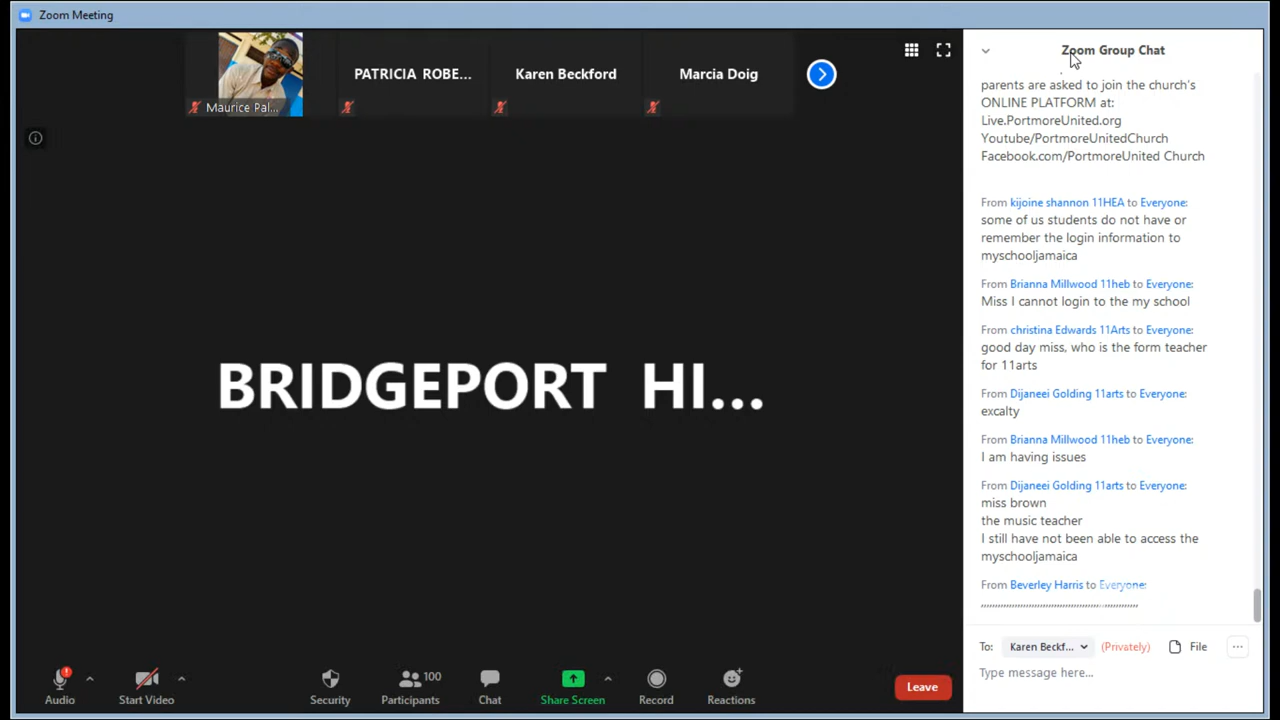 Zoom Meeting
Maurice Pal...
PATRICIA ROBE...
Karen Beckford
Marcia Doig
BRIDGEPORT HI...
Zoom Group Chat
parents are asked to join the church's
ONLINE PLATFORM at:
Live.PortmoreUnited.org
Youtube/PortmoreUnitedChurch
Facebook.com/PortmoreUnited Church
From kijoine shannon 11HEA to Everyone:
some of us students do not have or
remember the login information to
myschooljamaica
From Brianna Millwood 11heb to Everyone:
Miss I cannot login to the my school
From christina Edwards 11Arts to Everyone:
good day miss, who is the form teacher
for 11arts
From Dijaneei Golding 11arts to Everyone:
excalty
From Brianna Millwood 11heb to Everyone:
I am having issues
From Dijaneei Golding 11arts to Everyone:
miss brown
the music teacher
I still have not been able to access the
myschooljamaica
From Beverley Harris to Everyone:
To: Karen Beckf... (Privately) File ...
Type message here...
Audio
Start Video
Security
Participants 100
Chat
Share Screen
Record
Reactions
Leave